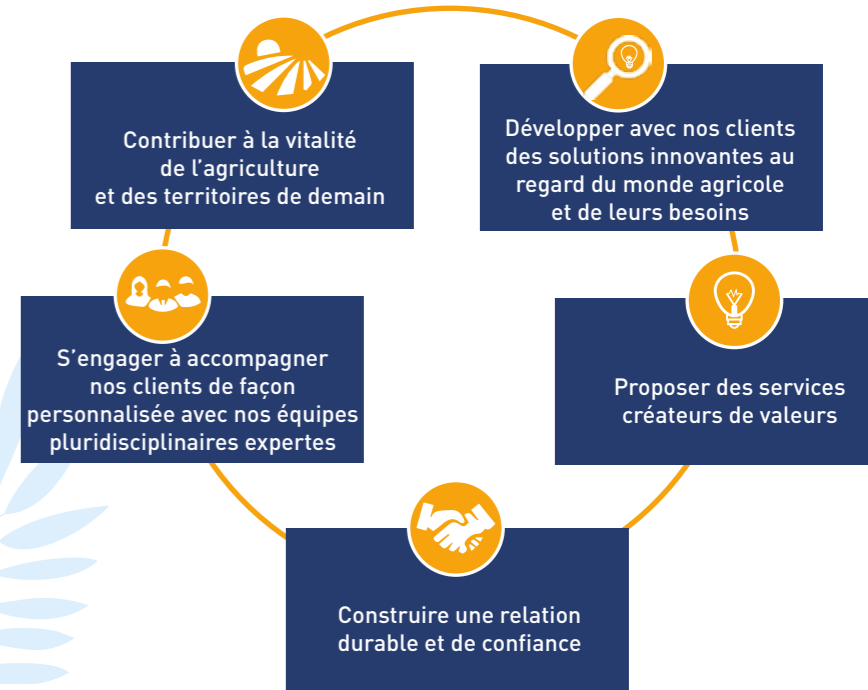 Contribuer à la vitalité
de l’agriculture
et des territoires de demain
Développer avec nos clients
des solutions innovantes au
regard du monde agricole
et de leurs besoins
S’engager à accompagner
nos clients de façon
personnalisée avec nos équipes
pluridisciplinaires expertes
Proposer des services
créateurs de valeurs
Construire une relation
durable et de confiance